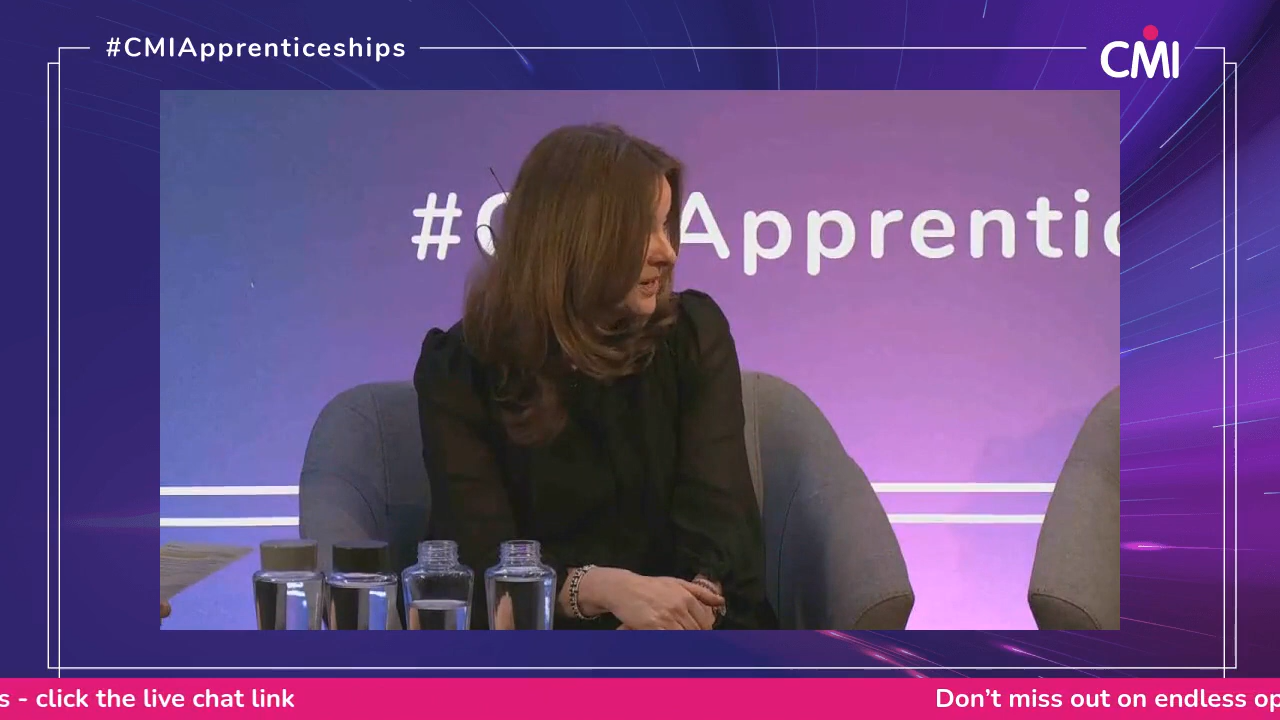 #CMIApprenticeships
CMI
#C Apprentic
s - click the live chat link
Don't miss out on endless op